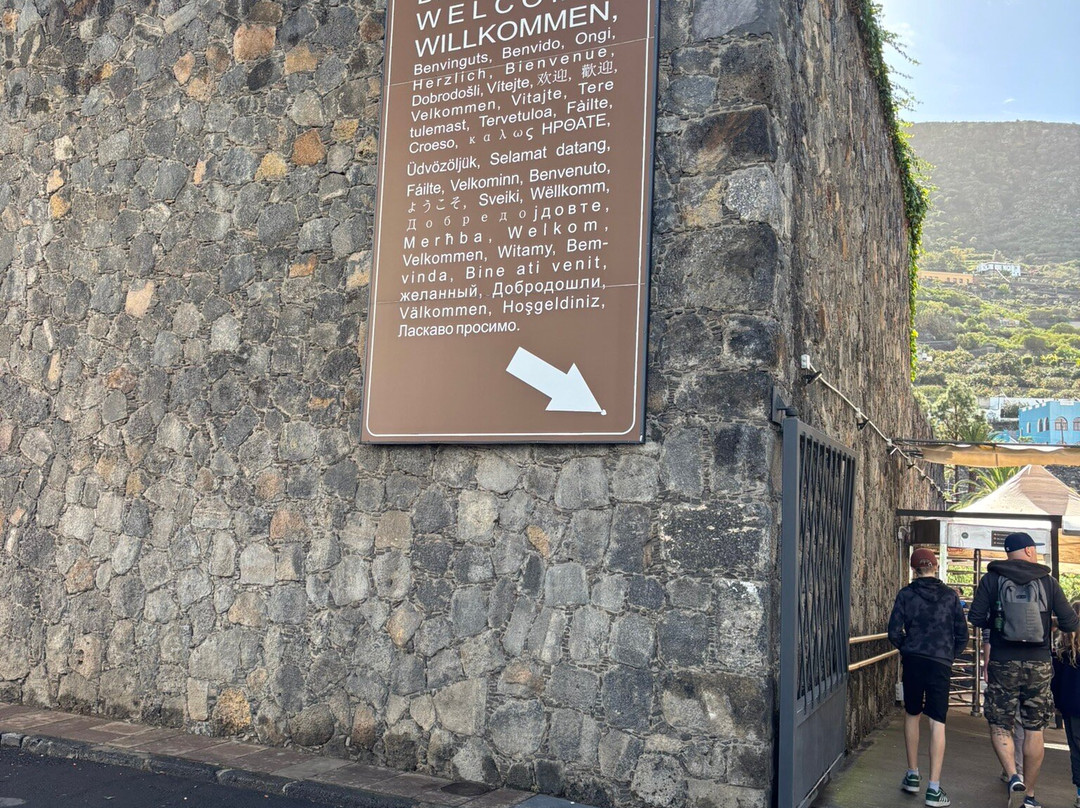 WELCO
WILLKOMMEN,
Benvinguts, Benvido, Ongi,
Herzlich, Bienvenue,
Dobrodošli, Vítejte, 欢迎, 歡迎,
Velkommen, Vitajte, Tere
tulemast, Tervetuloa, Fàilte,
Croeso, καλως ΗΡΘΑΤΕ,
Üdvözöljük, Selamat datang,
Fáilte, Velkominn, Benvenuto,
ようこそ, Sveiki, Wëllkomm,
Добредојдовте,
Merħba, Welkom,
Velkommen, Witamy, Bem-
vinda, Bine ati venit,
желанный, Добродошли,
Välkommen, Hoşgeldiniz,
Ласкаво просимо.